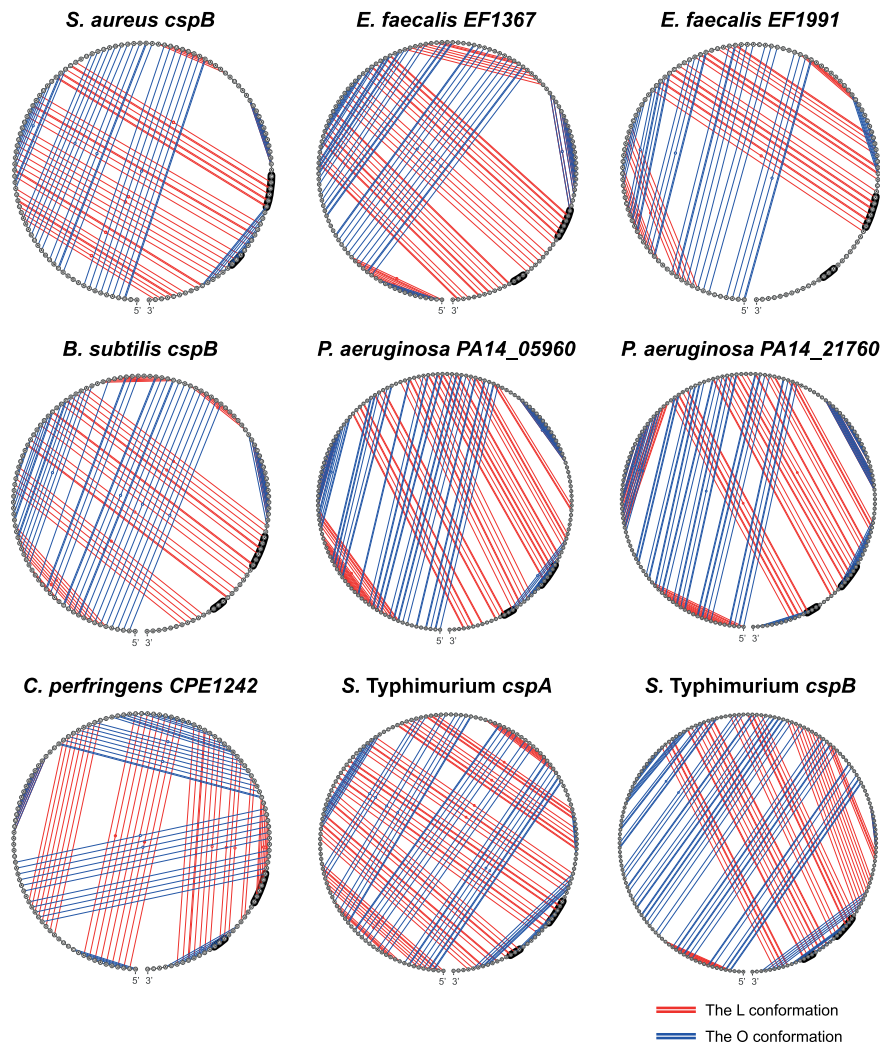 S. aureus cspB E. faecalis EF1367 E. faecalis EF1991
5' 3' 5' 3' 5' 3'
B. subtilis cspB P. aeruginosa PA14_05960 P. aeruginosa PA14_21760
5' 3' 5' 3' 5' 3'
C. perfringens CPE1242 S. Typhimurium cspA S. Typhimurium cspB
5' 3' 5' 3' 5' 3'
The L conformation
The O conformation